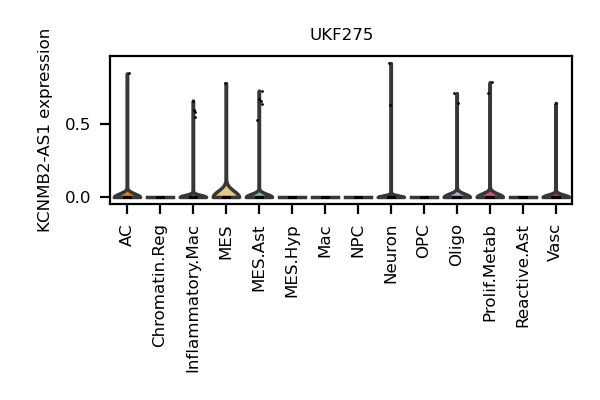 UKF275
KCNMB2-AS1 expression
0.5
0.0
AC
Chromatin.Reg
Inflammatory.Mac
MES
MES.Ast
MES.Hyp
Mac
NPC
Neuron
OPC
Oligo
Prolif.Metab
Reactive.Ast
Vasc